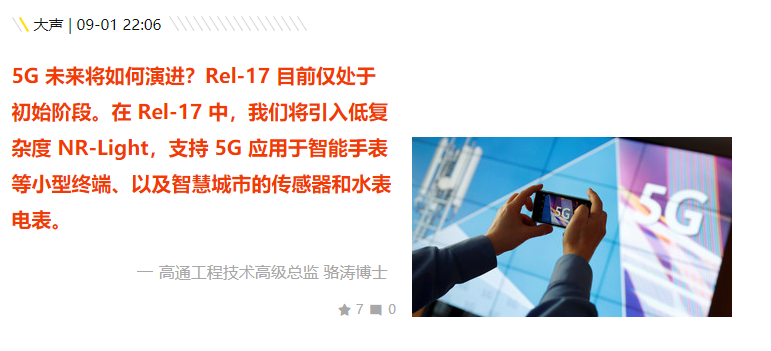 大声 | 09-01 22:06
5G 未来将如何演进？Rel-17 目前仅处于
初始阶段。在 Rel-17 中，我们将引入低复
杂度 NR-Light，支持 5G 应用于智能手表
等小型终端、以及智慧城市的传感器和水表
电表。
— 高通工程技术高级总监 骆涛博士
7 0
5G
5G